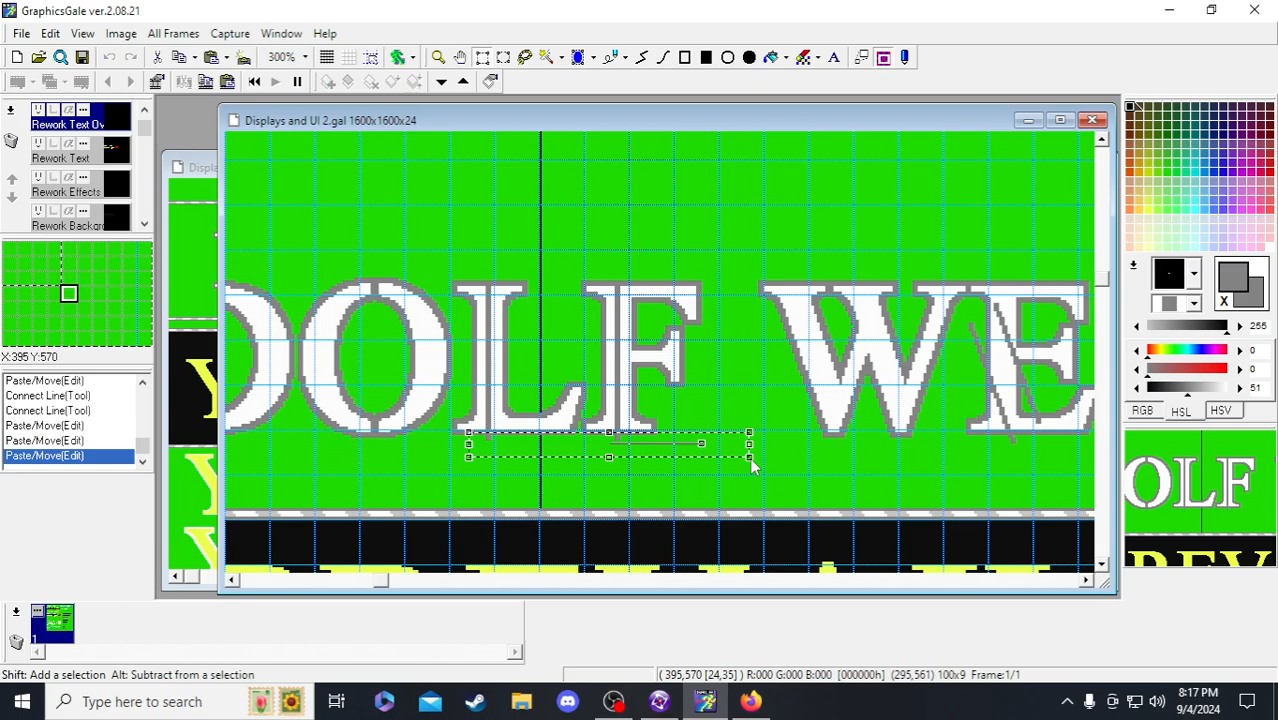 GraphicsGale ver.2.08.21
File Edit View Image All Frames Capture Window Help
300%
Rework Text Ov
Rework Text
Rework Effects
Rework Backgro
X:395 Y:570
Paste/Move(Edit)
Connect Line(Tool)
Connect Line(Tool)
Paste/Move(Edit)
Paste/Move(Edit)
Paste/Move(Edit)
Displays and UI 2.gal 1600x1600x24
Displa
DOLF WE
255
0
0
51
X
RGB HSL HSV
OLF
1
Shift: Add a selection Alt: Subtract from a selection
( 395,570 [24,35] ) R:000 G:000 B:000 [000000h] (295,561) 100x9 Frame:1/1
Type here to search
8:17 PM
9/4/2024